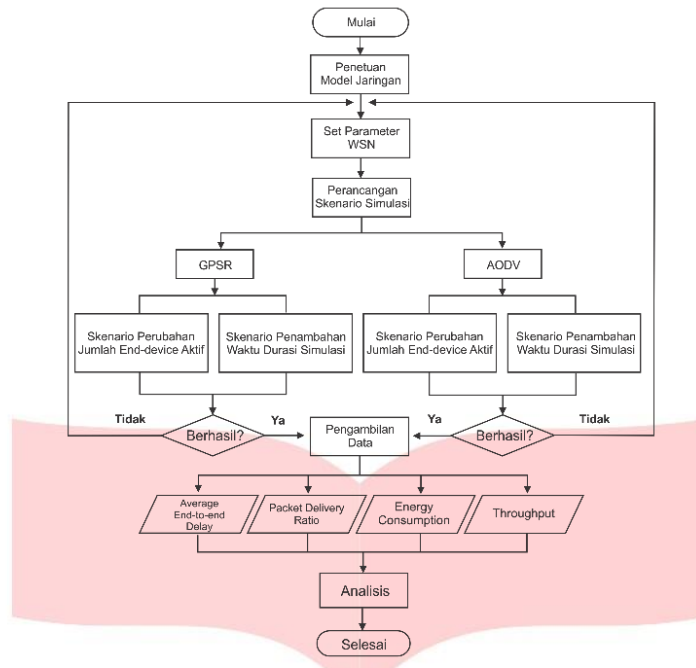 Mulai
Penetuan
Model Jaringan
Set Parameter
WSN
Perancangan
Skenario Simulasi
GPSR
AODV
Skenario Perubahan
Jumlah End-device Aktif
Skenario Penambahan
Waktu Durasi Simulasi
Skenario Perubahan
Jumlah End-device Aktif
Skenario Penambahan
Waktu Durasi Simulasi
Tidak
Berhasil?
Ya
Pengambilan
Data
Ya
Berhasil?
Tidak
Average
End-to-end
Delay
Packet Delivery
Ratio
Energy
Consumption
Throughput
Analisis
Selesai